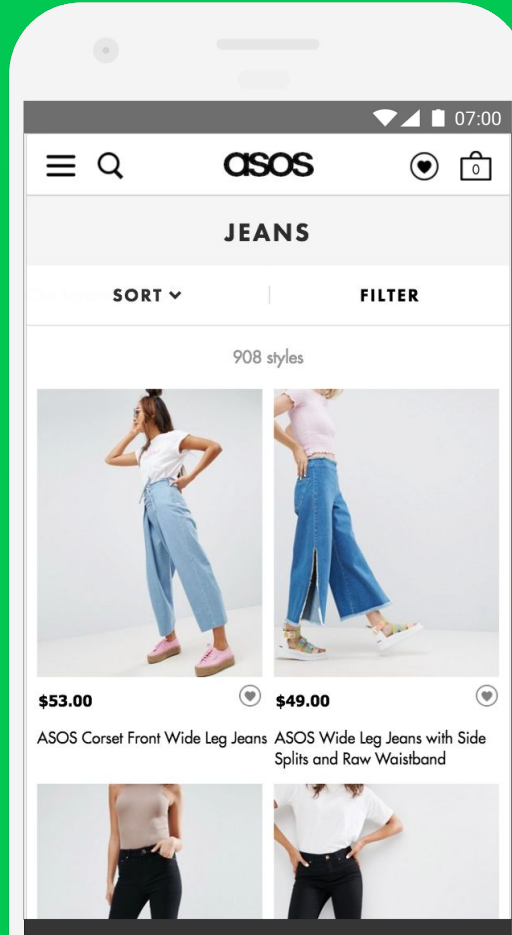 07:00
asos
0
JEANS
SORT
FILTER
908 styles
$53.00
$49.00
ASOS Corset Front Wide Leg Jeans
ASOS Wide Leg Jeans with Side
Splits and Raw Waistband